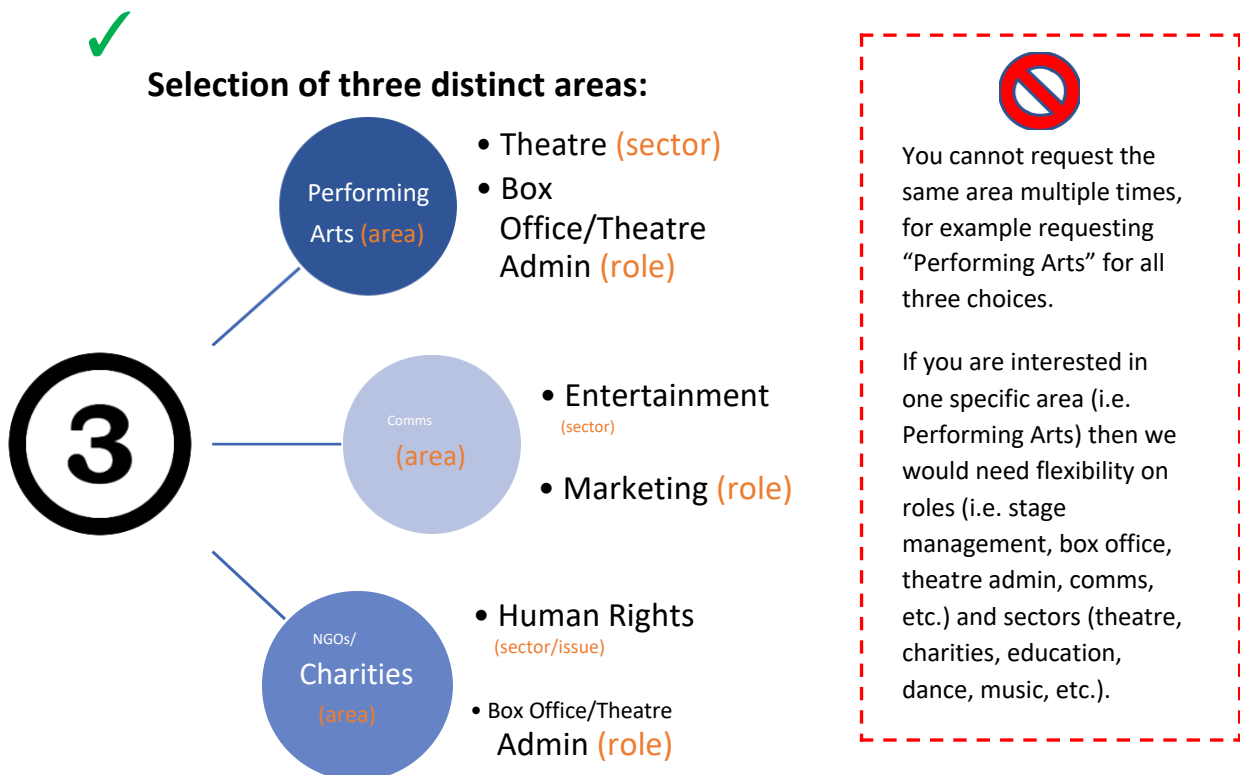 Selection of three distinct areas:
Performing
Arts (area)
• Theatre (sector)
• Box
Office/Theatre
Admin (role)
3
Comms
(area)
• Entertainment
(sector)
• Marketing (role)
NGOs/
Charities
(area)
• Human Rights
(sector/issue)
• Box Office/Theatre
Admin (role)
You cannot request the
same area multiple times,
for example requesting
“Performing Arts” for all
three choices.
If you are interested in
one specific area (i.e.
Performing Arts) then we
would need flexibility on
roles (i.e. stage
management, box office,
theatre admin, comms,
etc.) and sectors (theatre,
charities, education,
dance, music, etc.).